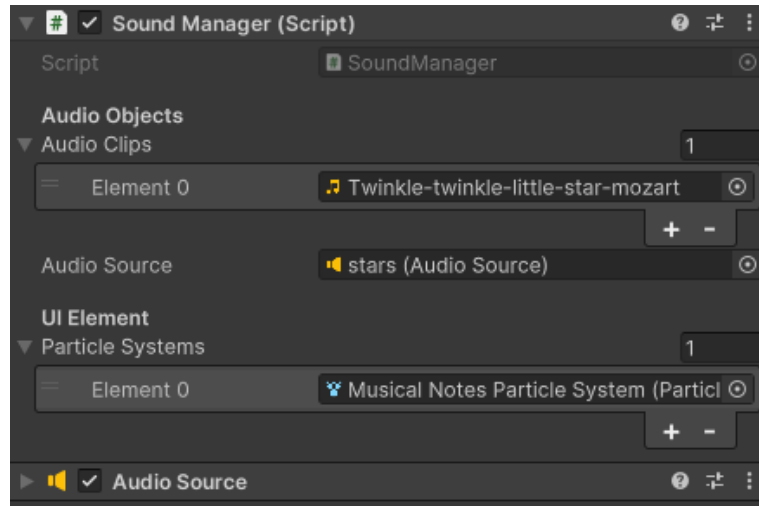 Sound Manager (Script)
Script SoundManager
Audio Objects
Audio Clips 1
Element 0 Twinkle-twinkle-little-star-mozart
+ -
Audio Source stars (Audio Source)
UI Element
Particle Systems 1
Element 0 Musical Notes Particle System (Particl
+ -
Audio Source